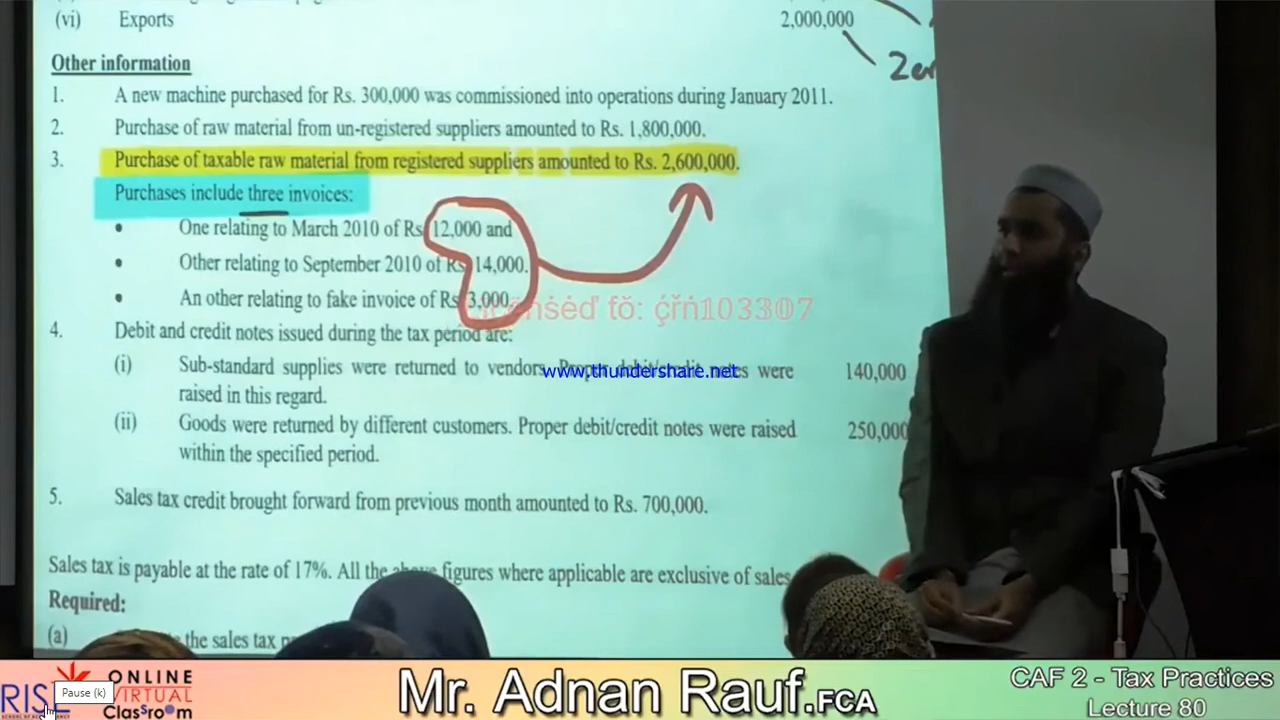 (vi) Exports 2,000,000
Zer
Other information
1. A new machine purchased for Rs. 300,000 was commissioned into operations during January 2011.
2. Purchase of raw material from un-registered suppliers amounted to Rs. 1,800,000.
3. Purchase of taxable raw material from registered suppliers amounted to Rs. 2,600,000.
Purchases include three invoices:
• One relating to March 2010 of Rs. 12,000 and
• Other relating to September 2010 of Rs. 14,000.
• An other relating to fake invoice of Rs. 3,000.
Licensed to: crn103307
4. Debit and credit notes issued during the tax period are:
(i) Sub-standard supplies were returned to vendors. Proper debit/credit notes were 140,000
www.thundershare.net
raised in this regard.
(ii) Goods were returned by different customers. Proper debit/credit notes were raised 250,000
within the specified period.
5. Sales tax credit brought forward from previous month amounted to Rs. 700,000.
Sales tax is payable at the rate of 17%. All the above figures where applicable are exclusive of sales
Required:
(a) the sales tax
RISE
Pause (k)
ONLINE
VIRTUAL
Classroom
Mr. Adnan Rauf.FCA
CAF 2 - Tax Practices
Lecture 80